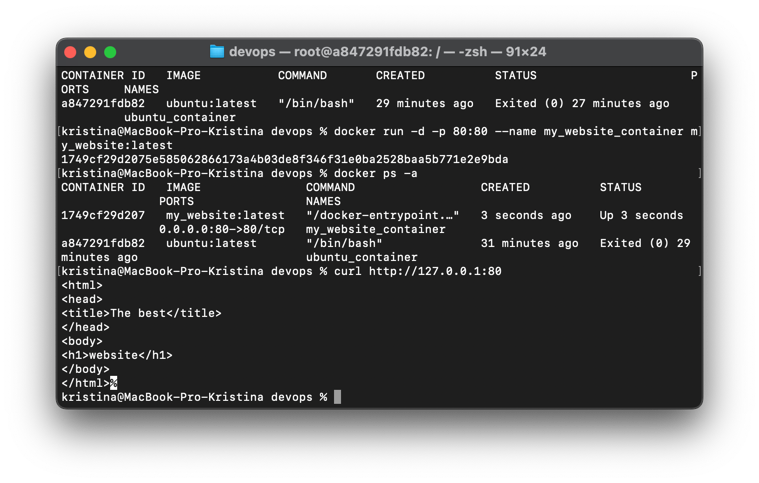 devops — root@a847291fdb82: / — -zsh — 91×24
CONTAINER ID   IMAGE           COMMAND       CREATED          STATUS                      P
ORTS     NAMES
a847291fdb82   ubuntu:latest   "/bin/bash"   29 minutes ago   Exited (0) 27 minutes ago
         ubuntu_container
[kristina@MacBook-Pro-Kristina devops % docker run -d -p 80:80 --name my_website_container m]
y_website:latest
1749cf29d2075e585062866173a4b03de8f346f31e0ba2528baa5b771e2e9bda
[kristina@MacBook-Pro-Kristina devops % docker ps -a                                        ]
CONTAINER ID   IMAGE               COMMAND                  CREATED          STATUS
              PORTS                NAMES
1749cf29d207   my_website:latest   "/docker-entrypoint.…"   3 seconds ago    Up 3 seconds
              0.0.0.0:80->80/tcp   my_website_container
a847291fdb82   ubuntu:latest       "/bin/bash"              31 minutes ago   Exited (0) 29
minutes ago                        ubuntu_container
[kristina@MacBook-Pro-Kristina devops % curl http://127.0.0.1:80                            ]
<html>
<head>
<title>The best</title>
</head>
<body>
<h1>website</h1>
</body>
</html>%
kristina@MacBook-Pro-Kristina devops %